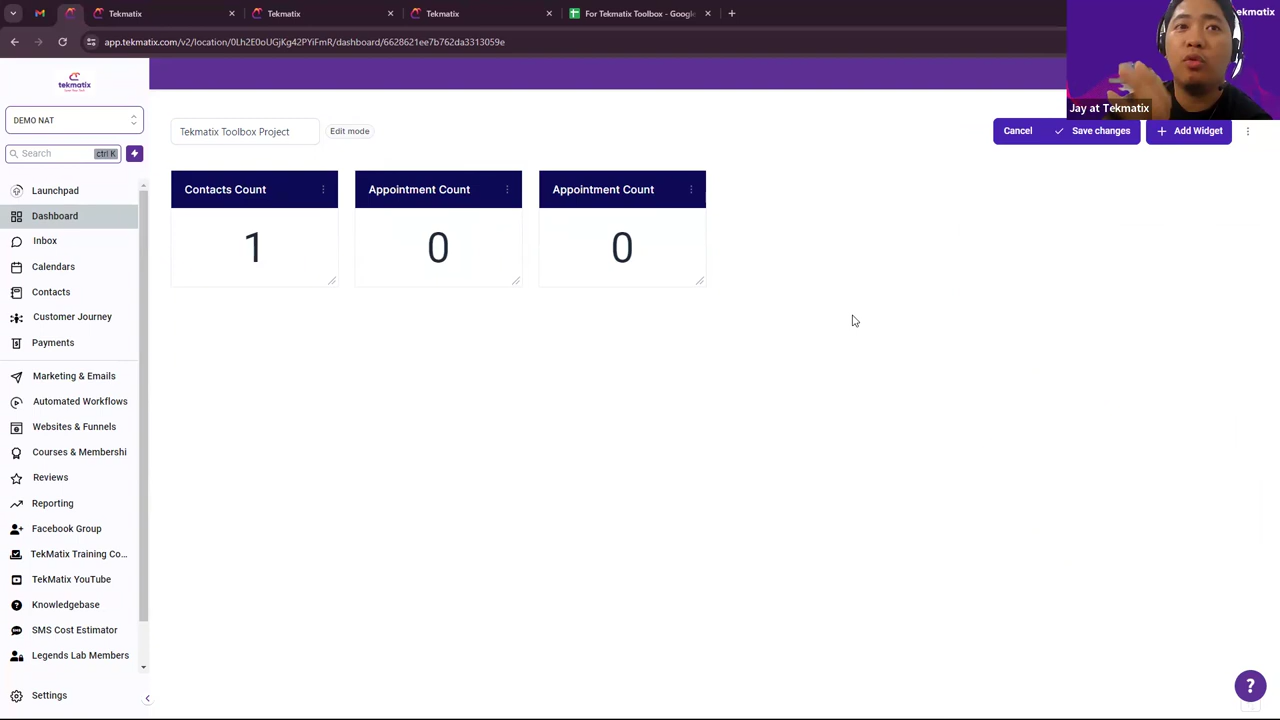 Tekmatix
Tekmatix
Tekmatix
For Tekmatix Toolbox - Google
app.tekmatix.com/v2/location/0Lh2E0oUGjKg42PYiFmR/dashboard/6628621ee7b762da3313059e
tekmatix
Jay at Tekmatix
tekmatix
DEMO NAT
Search
ctrl K
Tekmatix Toolbox Project
Edit mode
Cancel
Save changes
Add Widget
Launchpad
Dashboard
Inbox
Calendars
Contacts
Customer Journey
Payments
Marketing & Emails
Automated Workflows
Websites & Funnels
Courses & Membershi
Reviews
Reporting
Facebook Group
TekMatix Training Co...
TekMatix YouTube
Knowledgebase
SMS Cost Estimator
Legends Lab Members
Settings
Contacts Count
1
Appointment Count
0
Appointment Count
0
?